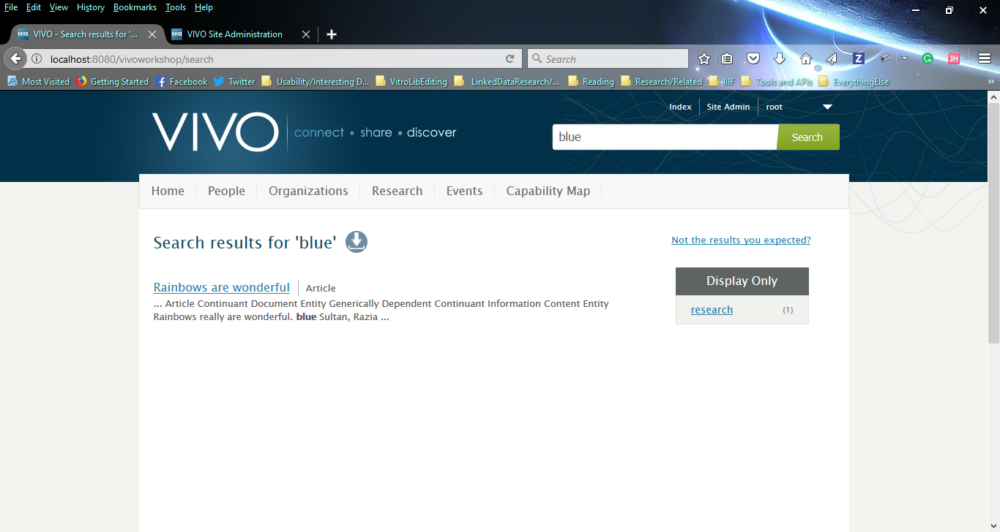 File Edit View History Bookmarks Tools Help
VIVO - Search results for '... VIVO Site Administration
localhost:8080/vivoworkshop/search Search
Most Visited Getting Started Facebook Twitter Usability/Interesting D... VitroLibEditing LinkedDataResearch/... Reading Research/Related IIIF Tools and APIs EverythingElse
Index Site Admin root
VIVO connect • share • discover
blue Search
Home People Organizations Research Events Capability Map
Search results for 'blue' Not the results you expected?
Display Only
Rainbows are wonderful Article
... Article Continuant Document Entity Generically Dependent Continuant Information Content Entity
research (1)
Rainbows really are wonderful. blue Sultan, Razia ...